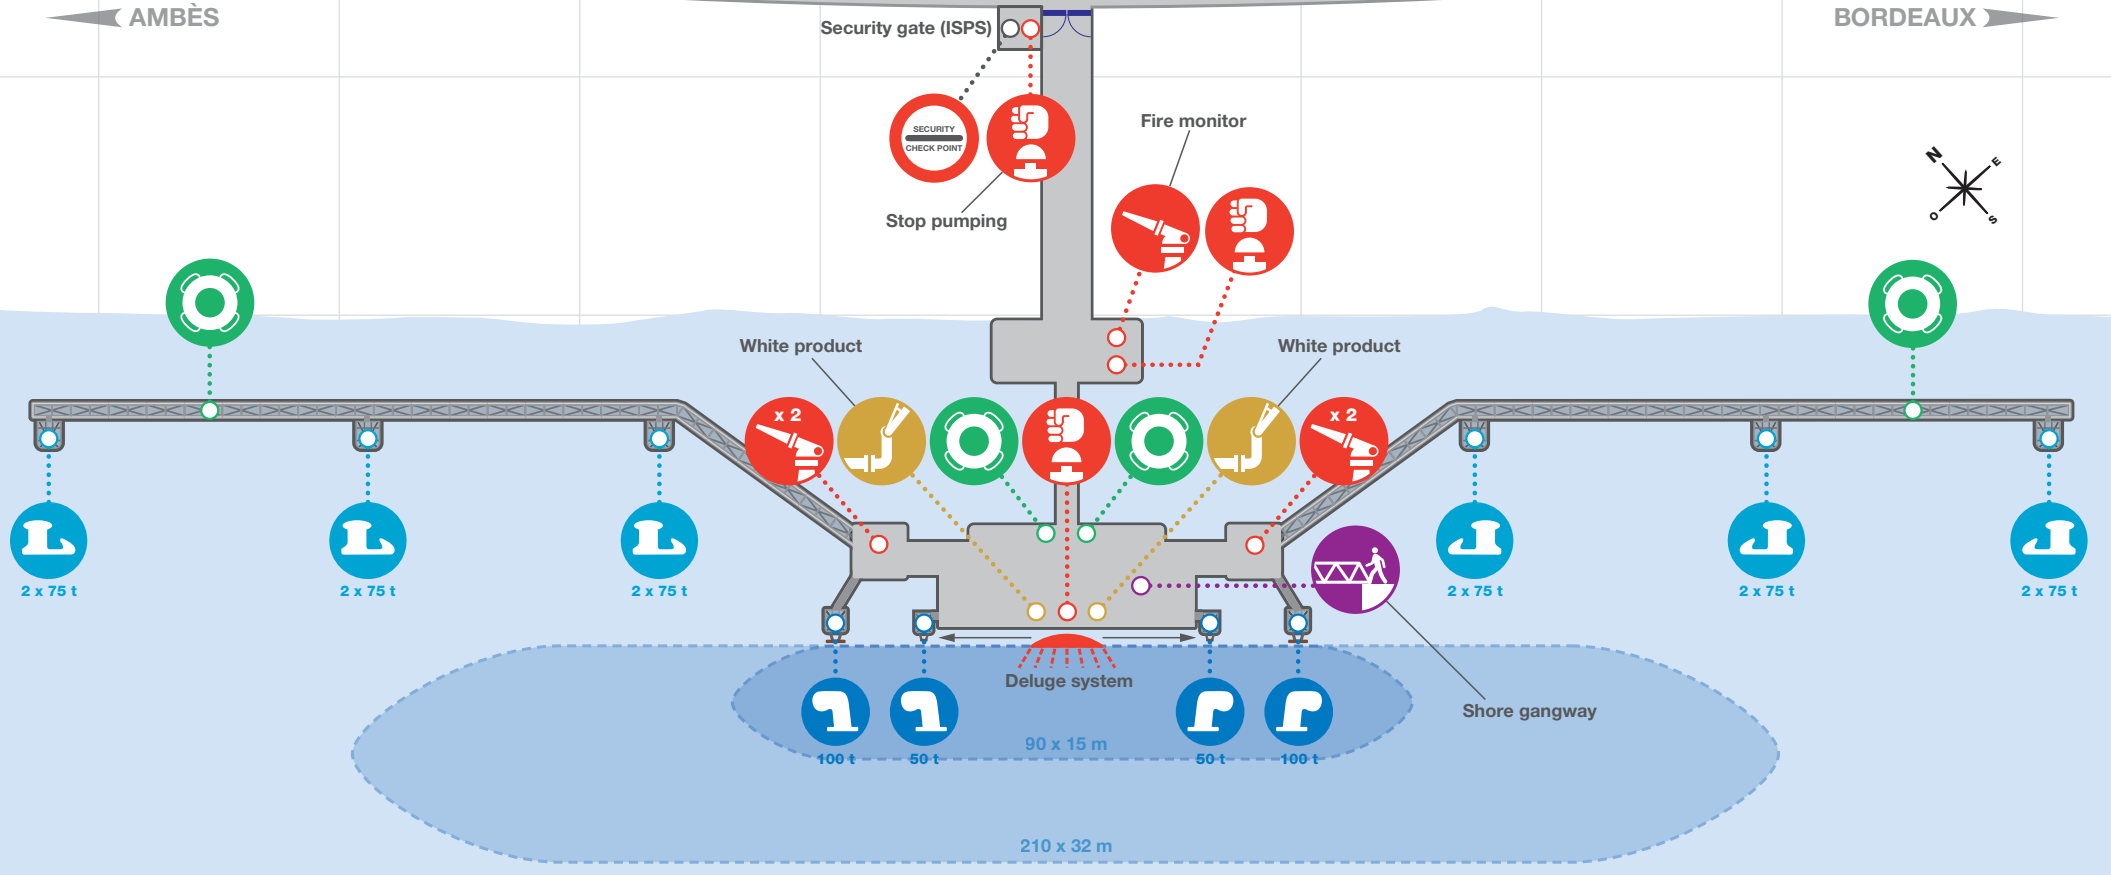 AMBÈS
BORDEAUX
Security gate (ISPS)
SECURITY
CHECK POINT
Fire monitor
N
E
O
S
Stop pumping
White product
White product
x 2
x 2
2 x 75 t
2 x 75 t
2 x 75 t
2 x 75 t
2 x 75 t
2 x 75 t
Deluge system
Shore gangway
90 x 15 m
100 t
50 t
50 t
100 t
210 x 32 m